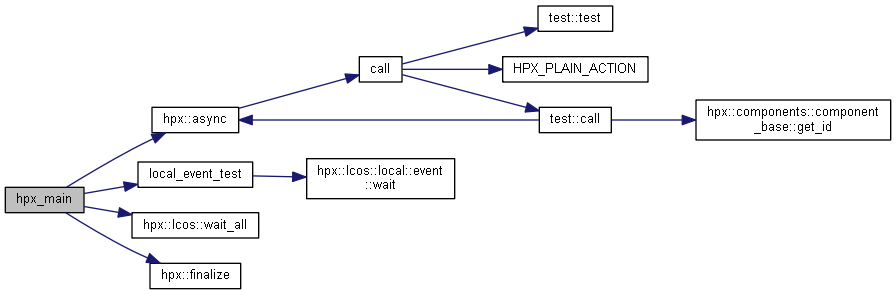 test::test
call
HPX_PLAIN_ACTION
hpx::async
test::call
hpx::components::component
_base::get_id
local_event_test
hpx::lcos::local::event
::wait
hpx_main
hpx::lcos::wait_all
hpx::finalize